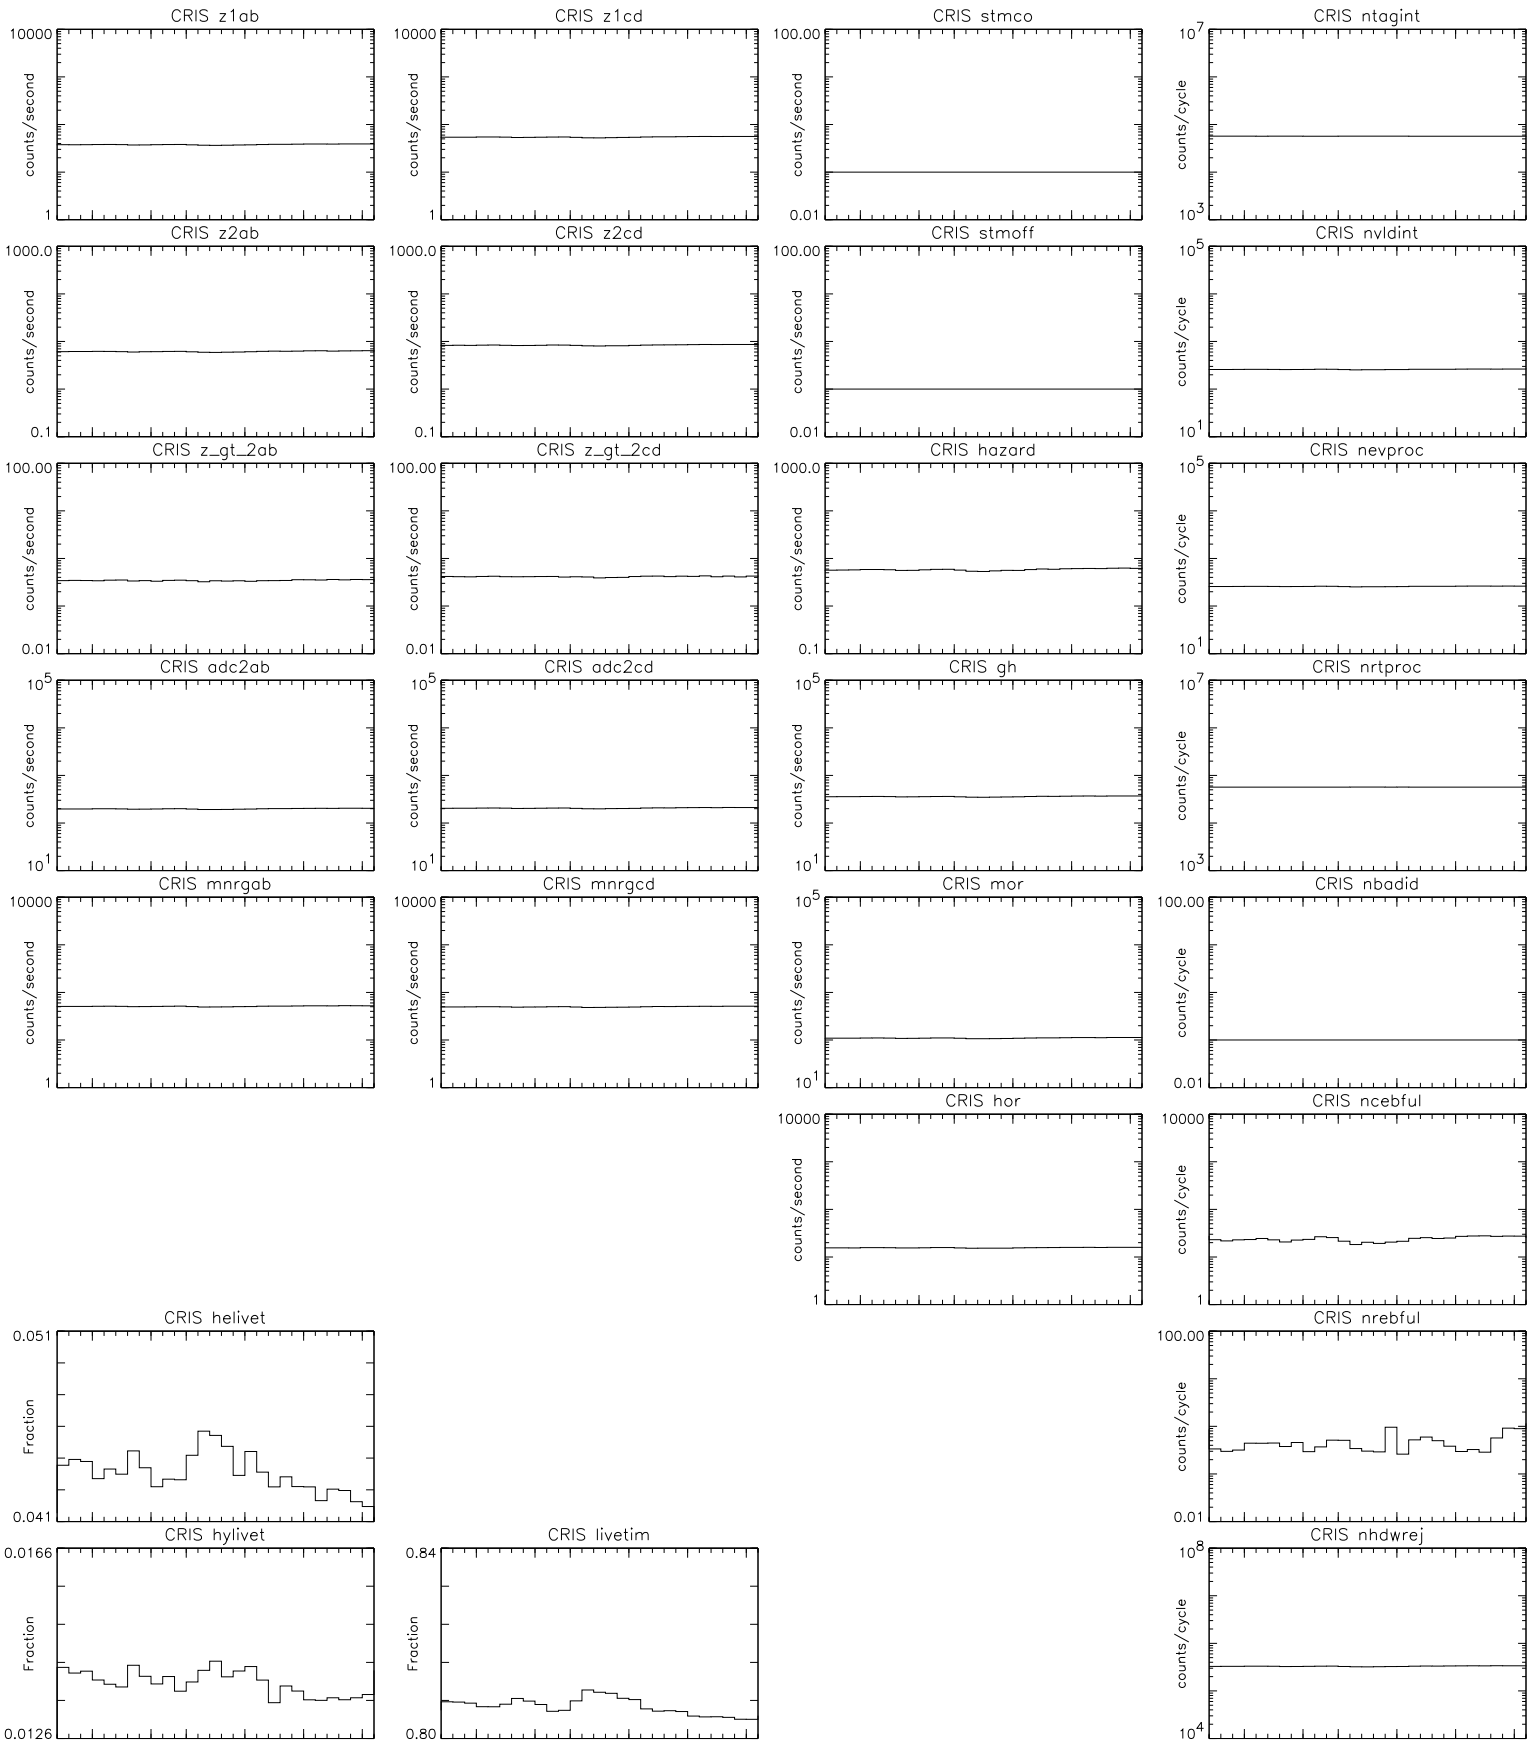 CRIS z1ab
10000
counts/second
1
CRIS z1cd
10000
counts/second
1
CRIS stmco
100.00
counts/second
0.01
CRIS ntagint
10^7
counts/cycle
10^3
CRIS z2ab
1000.0
counts/second
0.1
CRIS z2cd
1000.0
counts/second
0.1
CRIS stmoff
100.00
counts/second
0.01
CRIS nvldint
10^5
counts/cycle
10^1
CRIS z_gt_2ab
100.00
counts/second
0.01
CRIS z_gt_2cd
100.00
counts/second
0.01
CRIS hazard
1000.0
counts/second
0.1
CRIS nevproc
10^5
counts/cycle
10^1
CRIS adc2ab
10^5
counts/second
10^1
CRIS adc2cd
10^5
counts/second
10^1
CRIS gh
10^5
counts/second
10^1
CRIS nrtproc
10^7
counts/cycle
10^3
CRIS mnrgab
10000
counts/second
1
CRIS mnrgcd
10000
counts/second
1
CRIS mor
10^5
counts/second
10^1
CRIS nbadid
100.00
counts/cycle
0.01
CRIS hor
10000
counts/second
1
CRIS ncebful
10000
counts/cycle
1
CRIS helivet
0.051
Fraction
0.041
CRIS nrebful
100.00
counts/cycle
0.01
CRIS hylivet
0.0166
Fraction
0.0126
CRIS livetim
0.84
Fraction
0.80
CRIS nhdwrej
10^8
counts/cycle
10^4